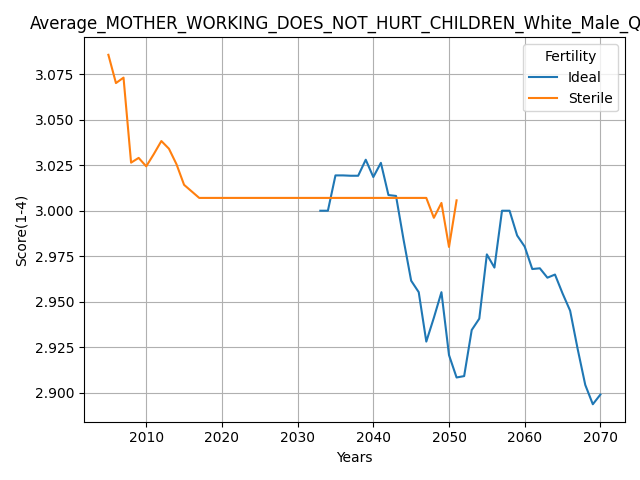 Average_MOTHER_WORKING_DOES_NOT_HURT_CHILDREN_White_Male_Q
Fertility
Ideal
Sterile
Score(1-4)
3.075
3.050
3.025
3.000
2.975
2.950
2.925
2.900
2010 2020 2030 2040 2050 2060 2070
Years